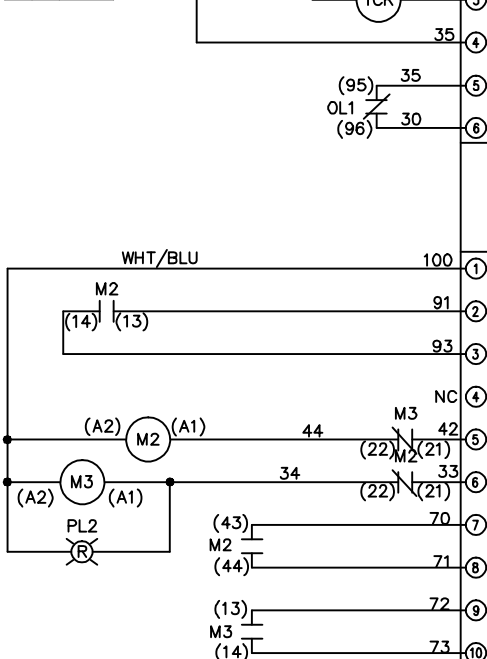 TCR 3
35 4
(95) 35 5
OL1
(96) 30 6
WHT/BLU 100 1
M2 91 2
(14) (13)
93 3
NC 4
M3
(A2) M2 (A1) 44 42 5
(22) (21)
M2
M3 34 33 6
(A2) (A1) (22) (21)
PL2
R
(43) 70 7
M2
(44) 71 8
(13) 72 9
M3
(14) 73 10